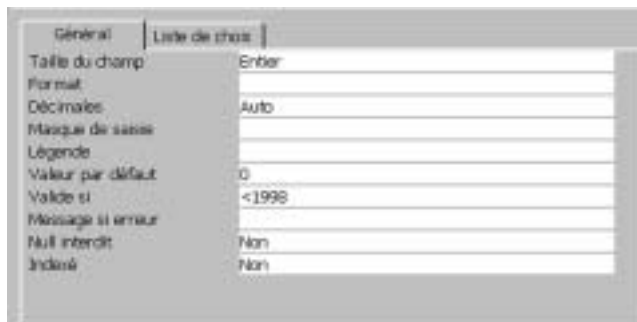 Général Liste de choix
Taille du champ Entier
Format
Décimales Auto
Masque de saisie
Légende
Valeur par défaut 0
Valide si <1998
Message si erreur
Null interdit Non
Indexé Non